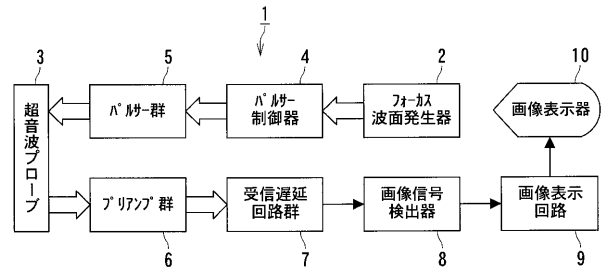 1
3
5
4
2
10
超音波プローブ
ﾊﾟﾙｻｰ群
ﾊﾟﾙｻｰ
制御器
ﾌｫｰｶｽ
波面発生器
画像表示器
ﾌﾟﾘｱﾝﾌﾟ群
受信遅延
回路群
画像信号
検出器
画像表示
回路
6
7
8
9